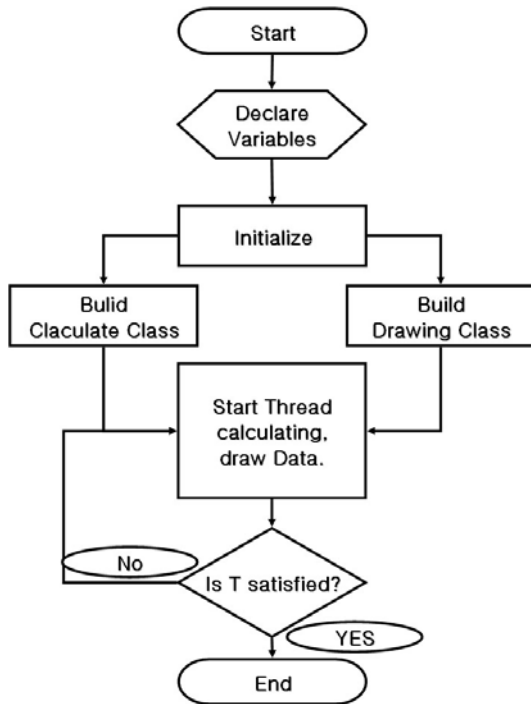 Start
Declare
Variables
Initialize
Bulid
Claculate Class
Build
Drawing Class
Start Thread
calculating,
draw Data.
No
Is T satisfied?
YES
End